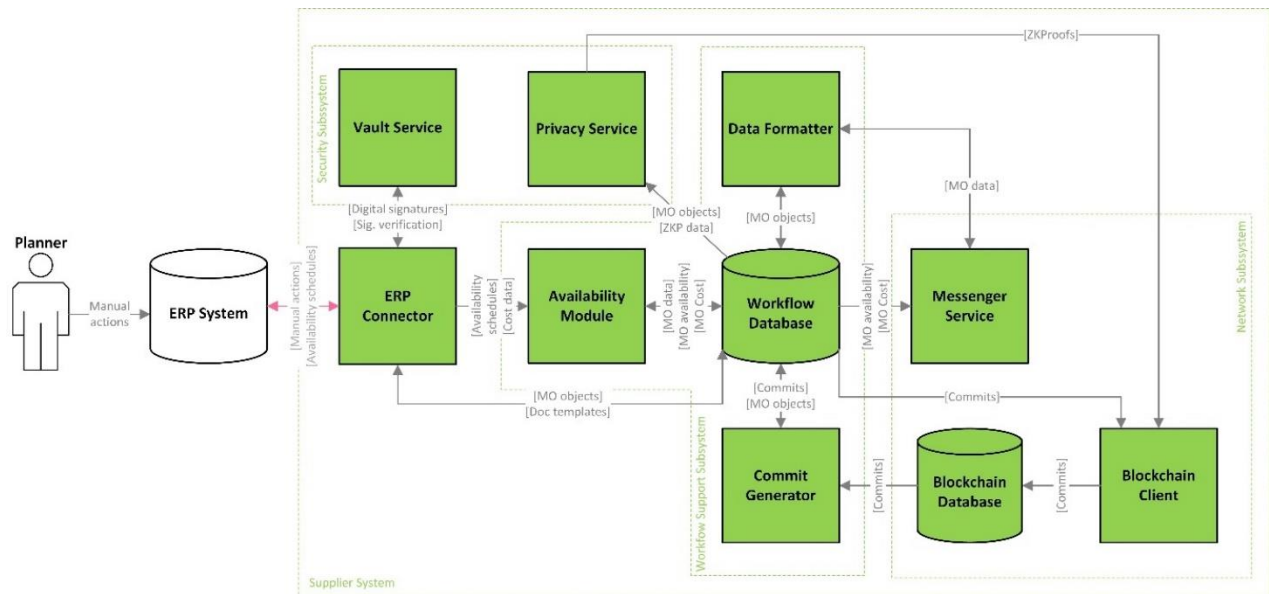 [ZKProofs]
Security Subsystem
Vault Service
Privacy Service
Data Formatter
[MO data]
[Digital signatures]
[Sig. verification]
[MO objects]
[ZKP data]
[MO objects]
Network Subsystem
Planner
Manual
actions
ERP System
[Manual actions]
[Availability schedules]
ERP
Connector
[Availability
schedules]
[Cost data]
Availability
Module
[MO data]
[MO availability]
[MO Cost]
Workflow
Database
[MO availability]
[MO Cost]
Messenger
Service
[MO objects]
[Doc templates]
[Commits]
[MO objects]
[Commits]
Workfow Support Subsystem
Commit
Generator
[Commits]
Blockchain
Database
[Commits]
Blockchain
Client
Supplier System